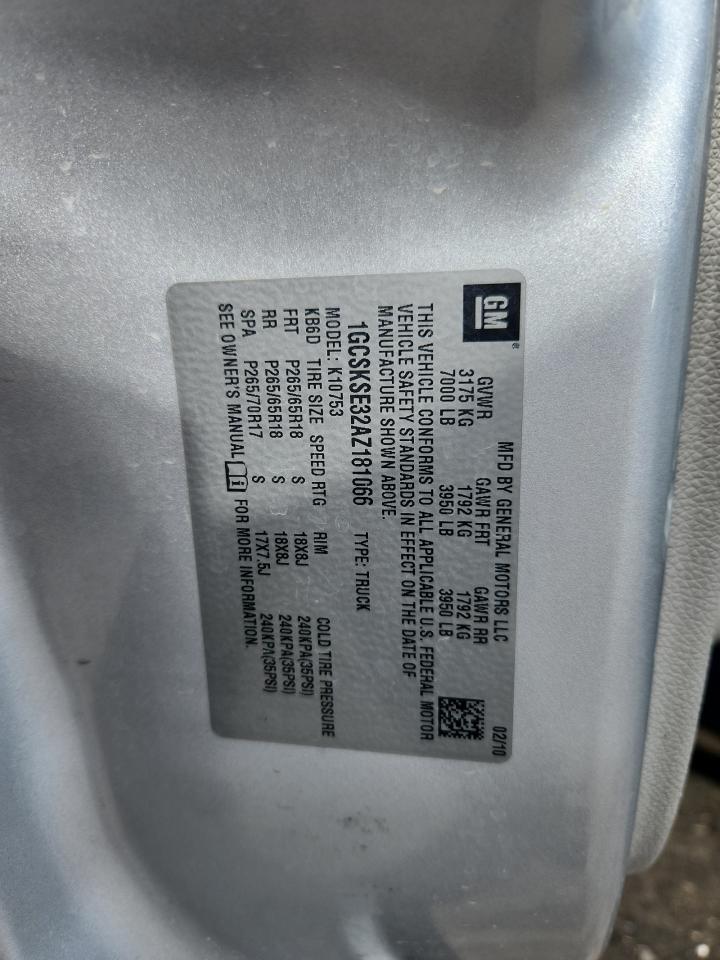 GM
MFD BY GENERAL MOTORS LLC 02/10
GVWR GAWR FRT GAWR RR
3175 KG 1792 KG 1792 KG
7000 LB 3950 LB 3950 LB
THIS VEHICLE CONFORMS TO ALL APPLICABLE U.S. FEDERAL MOTOR
VEHICLE SAFETY STANDARDS IN EFFECT ON THE DATE OF
MANUFACTURE SHOWN ABOVE.
1GCSKSE32AZ181066 TYPE: TRUCK
MODEL: K10753
KB6D TIRE SIZE SPEED RTG RIM COLD TIRE PRESSURE
FRT P265/65R18 S 18X8J 240KPA(35PSI)
RR P265/65R18 S 18X8J 240KPA(35PSI)
SPA P265/70R17 S 17X7.5J 240KPA(35PSI)
SEE OWNER'S MANUAL FOR MORE INFORMATION.